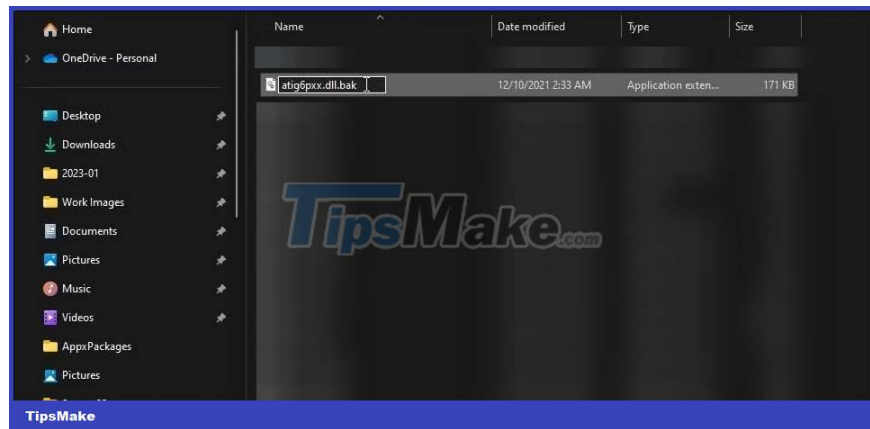 Home
OneDrive - Personal
Desktop
Downloads
2023-01
Work Images
Documents
Pictures
Music
Videos
AppxPackages
Pictures
Name Date modified Type Size
atig6pxx.dll.bak 12/10/2021 2:33 AM Application exten... 171 KB
TipsMake.com
TipsMake